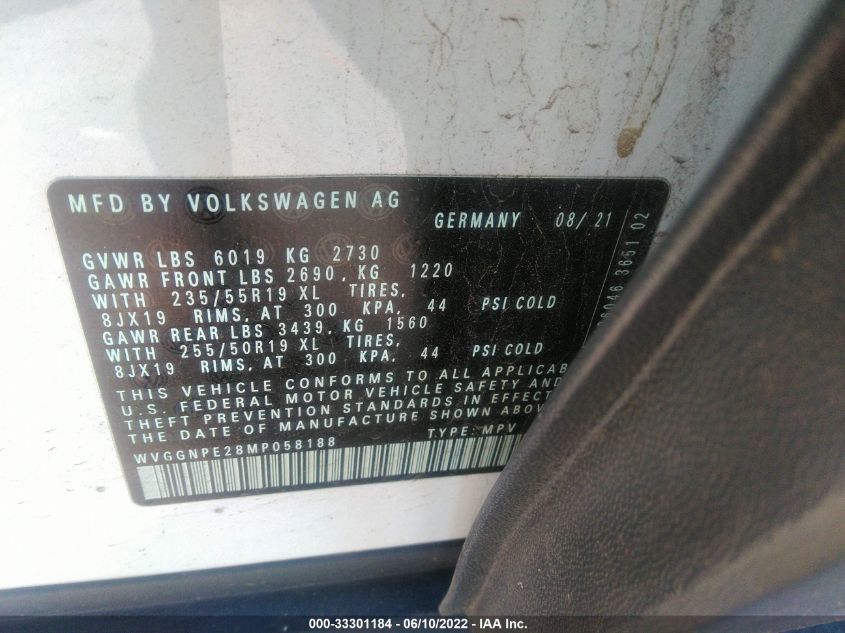 MFD BY VOLKSWAGEN AG
GERMANY 08/ 21
GVWR LBS 6019 KG 2730
GAWR FRONT LBS 2690, KG 1220
WITH 235/55R19 XL TIRES,
8JX19 RIMS, AT 300 KPA, 44 PSI COLD
GAWR REAR LBS 3439, KG 1560
WITH 255/50R19 XL TIRES,
8JX19 RIMS, AT 300 KPA, 44 PSI COLD
THIS VEHICLE CONFORMS TO ALL APPLICAB
U.S. FEDERAL MOTOR VEHICLE SAFETY AND
THEFT PREVENTION STANDARDS IN EFFECT
THE DATE OF MANUFACTURE SHOWN ABOV
WVGGNPE28MP058188 TYPE: MPV
3651 02
000-33301184 - 06/10/2022 - IAA Inc.